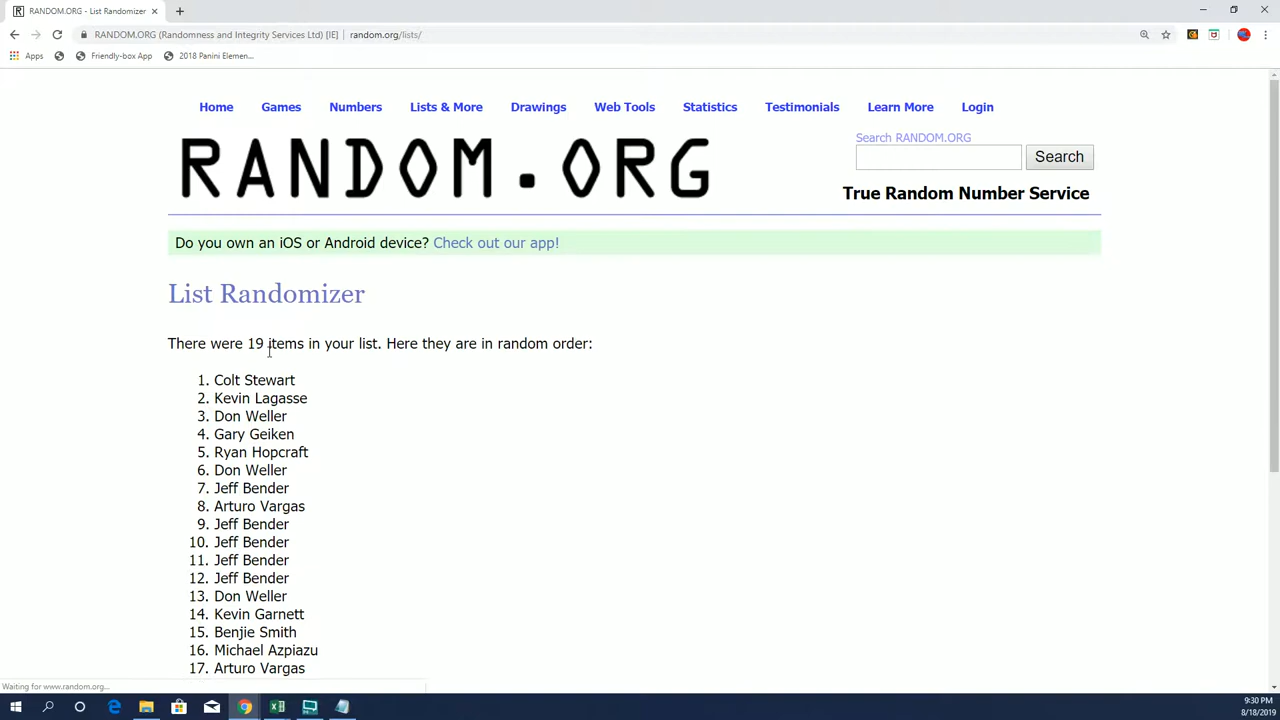 RANDOM.ORG - List Randomizer
RANDOM.ORG (Randomness and Integrity Services Ltd) [IE] | random.org/lists/
Apps Friendly-box App 2018 Panini Elemen...
Home Games Numbers Lists & More Drawings Web Tools Statistics Testimonials Learn More Login
RANDOM.ORG
Search RANDOM.ORG
Search
True Random Number Service
Do you own an iOS or Android device? Check out our app!
List Randomizer
There were 19 items in your list. Here they are in random order:
1. Colt Stewart
2. Kevin Lagasse
3. Don Weller
4. Gary Geiken
5. Ryan Hopcraft
6. Don Weller
7. Jeff Bender
8. Arturo Vargas
9. Jeff Bender
10. Jeff Bender
11. Jeff Bender
12. Jeff Bender
13. Don Weller
14. Kevin Garnett
15. Benjie Smith
16. Michael Azpiazu
17. Arturo Vargas
Waiting for www.random.org...
9:30 PM
8/18/2019